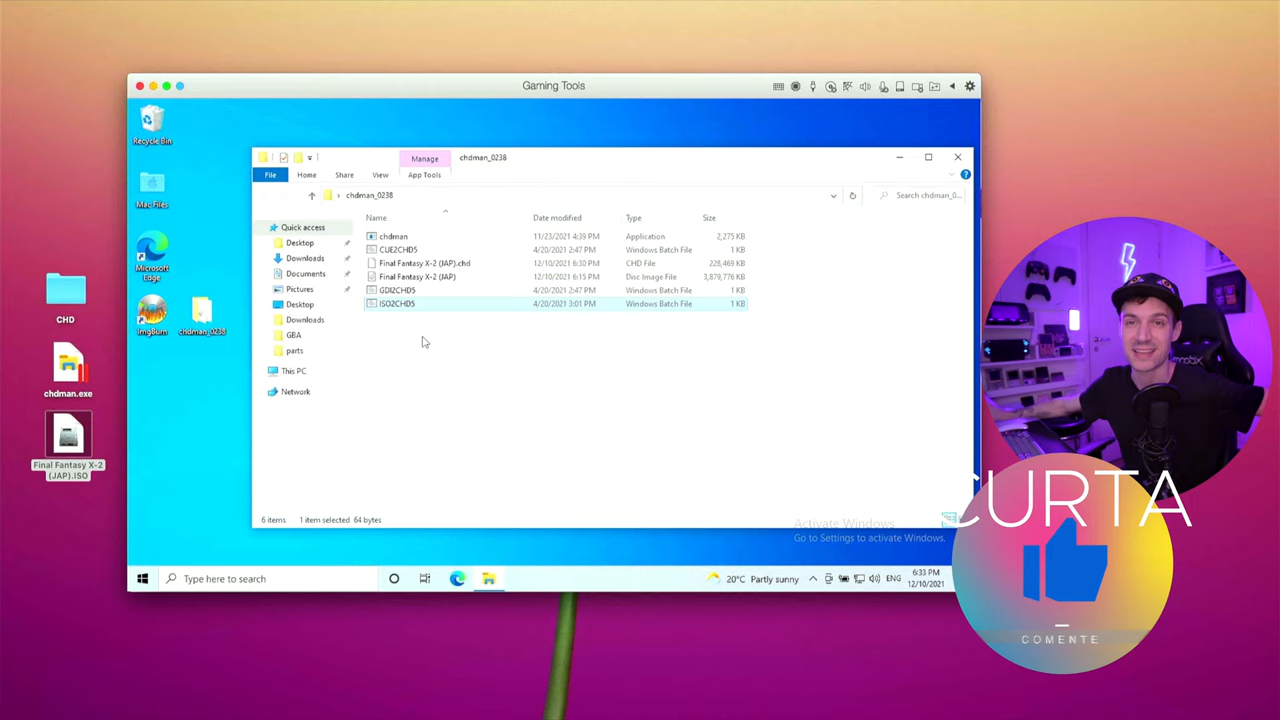 Gaming Tools
Recycle Bin
Mac Files
Microsoft
Edge
ImgBurn
chdman_0238
CHD
chdman.exe
Final Fantasy X-2
(JAP).ISO
Manage
chdman_0238
File
Home
Share
View
App Tools
chdman_0238
Search chdman_0...
Quick access
Desktop
Downloads
Documents
Pictures
Desktop
Downloads
GBA
parts
This PC
Network
Name Date modified Type Size
chdman 11/23/2021 4:39 PM Application 2,275 KB
CUE2CHD5 4/20/2021 2:47 PM Windows Batch File 1 KB
Final Fantasy X-2 (JAP).chd 12/10/2021 6:30 PM CHD File 228,469 KB
Final Fantasy X-2 (JAP) 12/10/2021 6:15 PM Disc Image File 3,879,776 KB
GDI2CHD5 4/20/2021 2:47 PM Windows Batch File 1 KB
ISO2CHD5 4/20/2021 3:01 PM Windows Batch File 1 KB
6 items 1 item selected 64 bytes
Activate Windows
Go to Settings to activate Windows.
Type here to search
20°C Partly sunny
ENG
6:33 PM
12/10/2021
CURTA
COMENTE